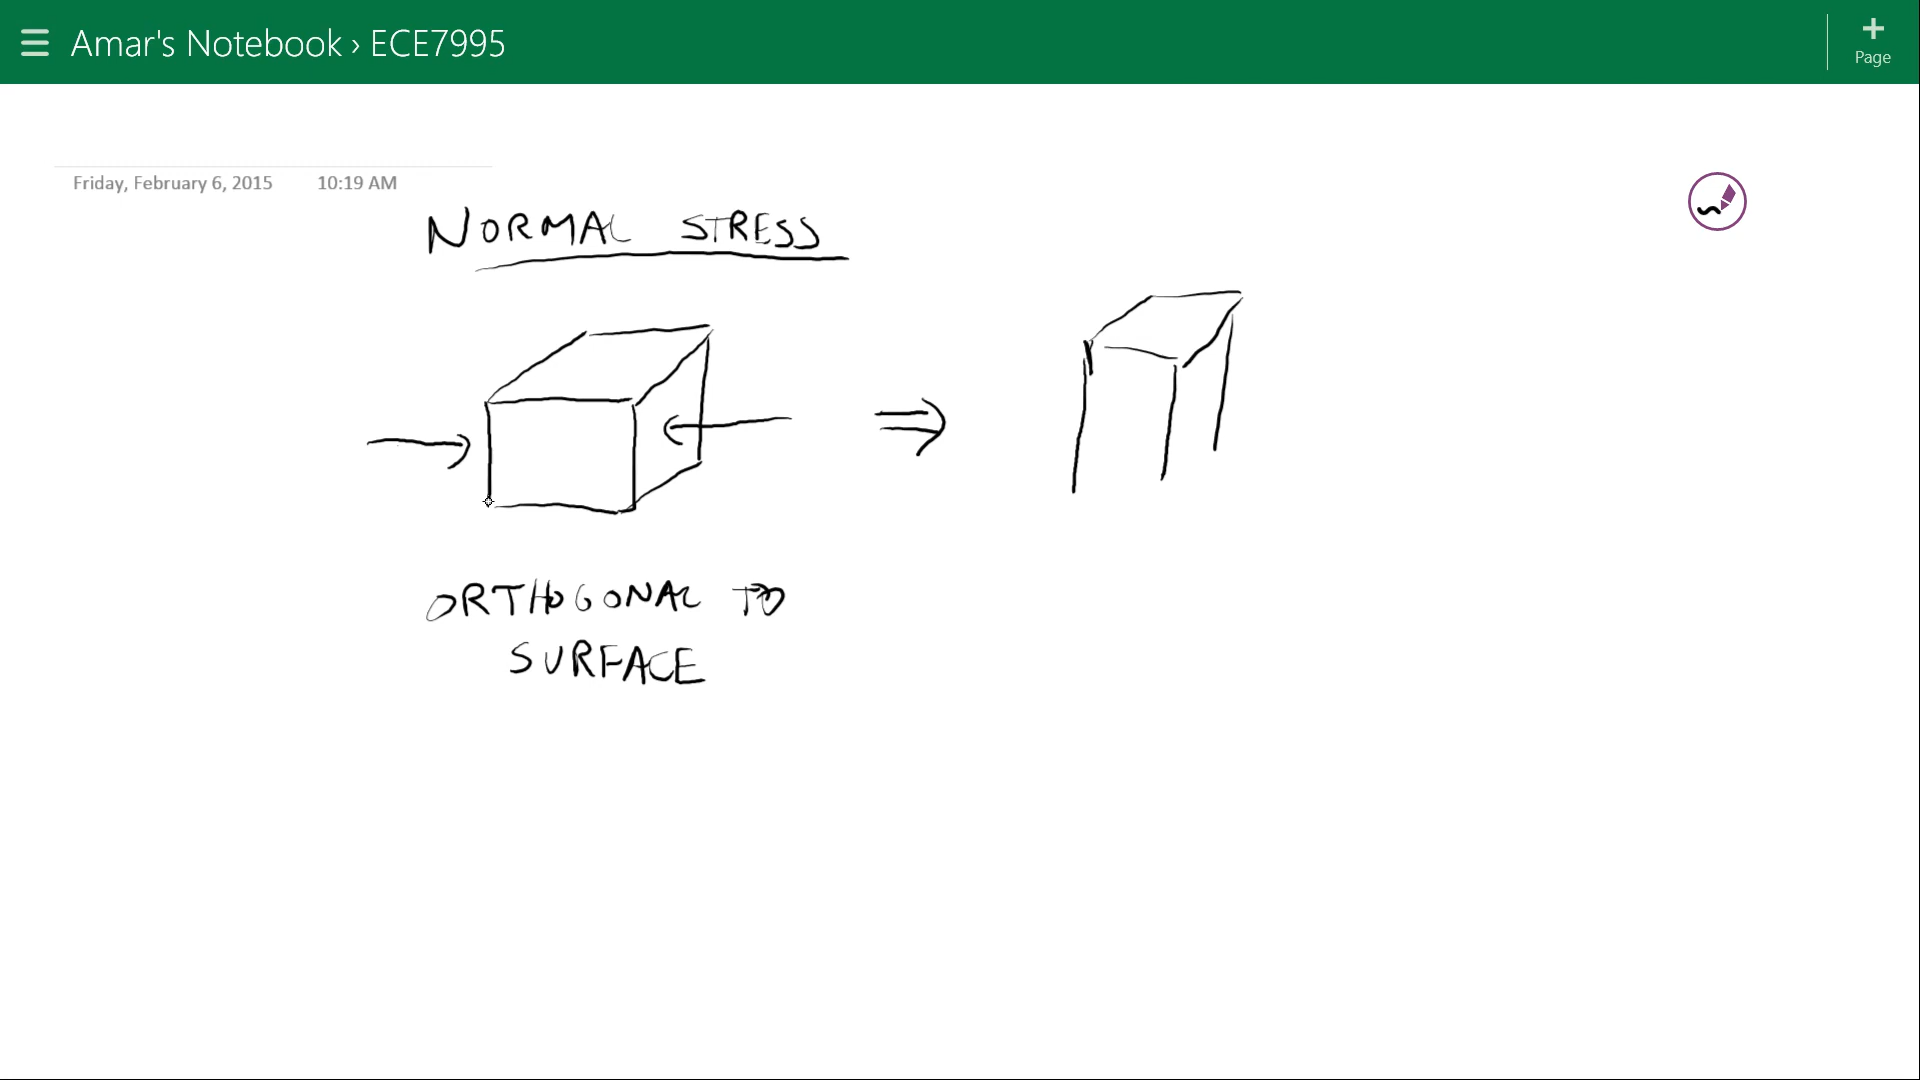 Amar's Notebook › ECE7995
Page
Friday, February 6, 2015 10:19 AM
NORMAL STRESS
ORTHOGONAL TO
SURFACE